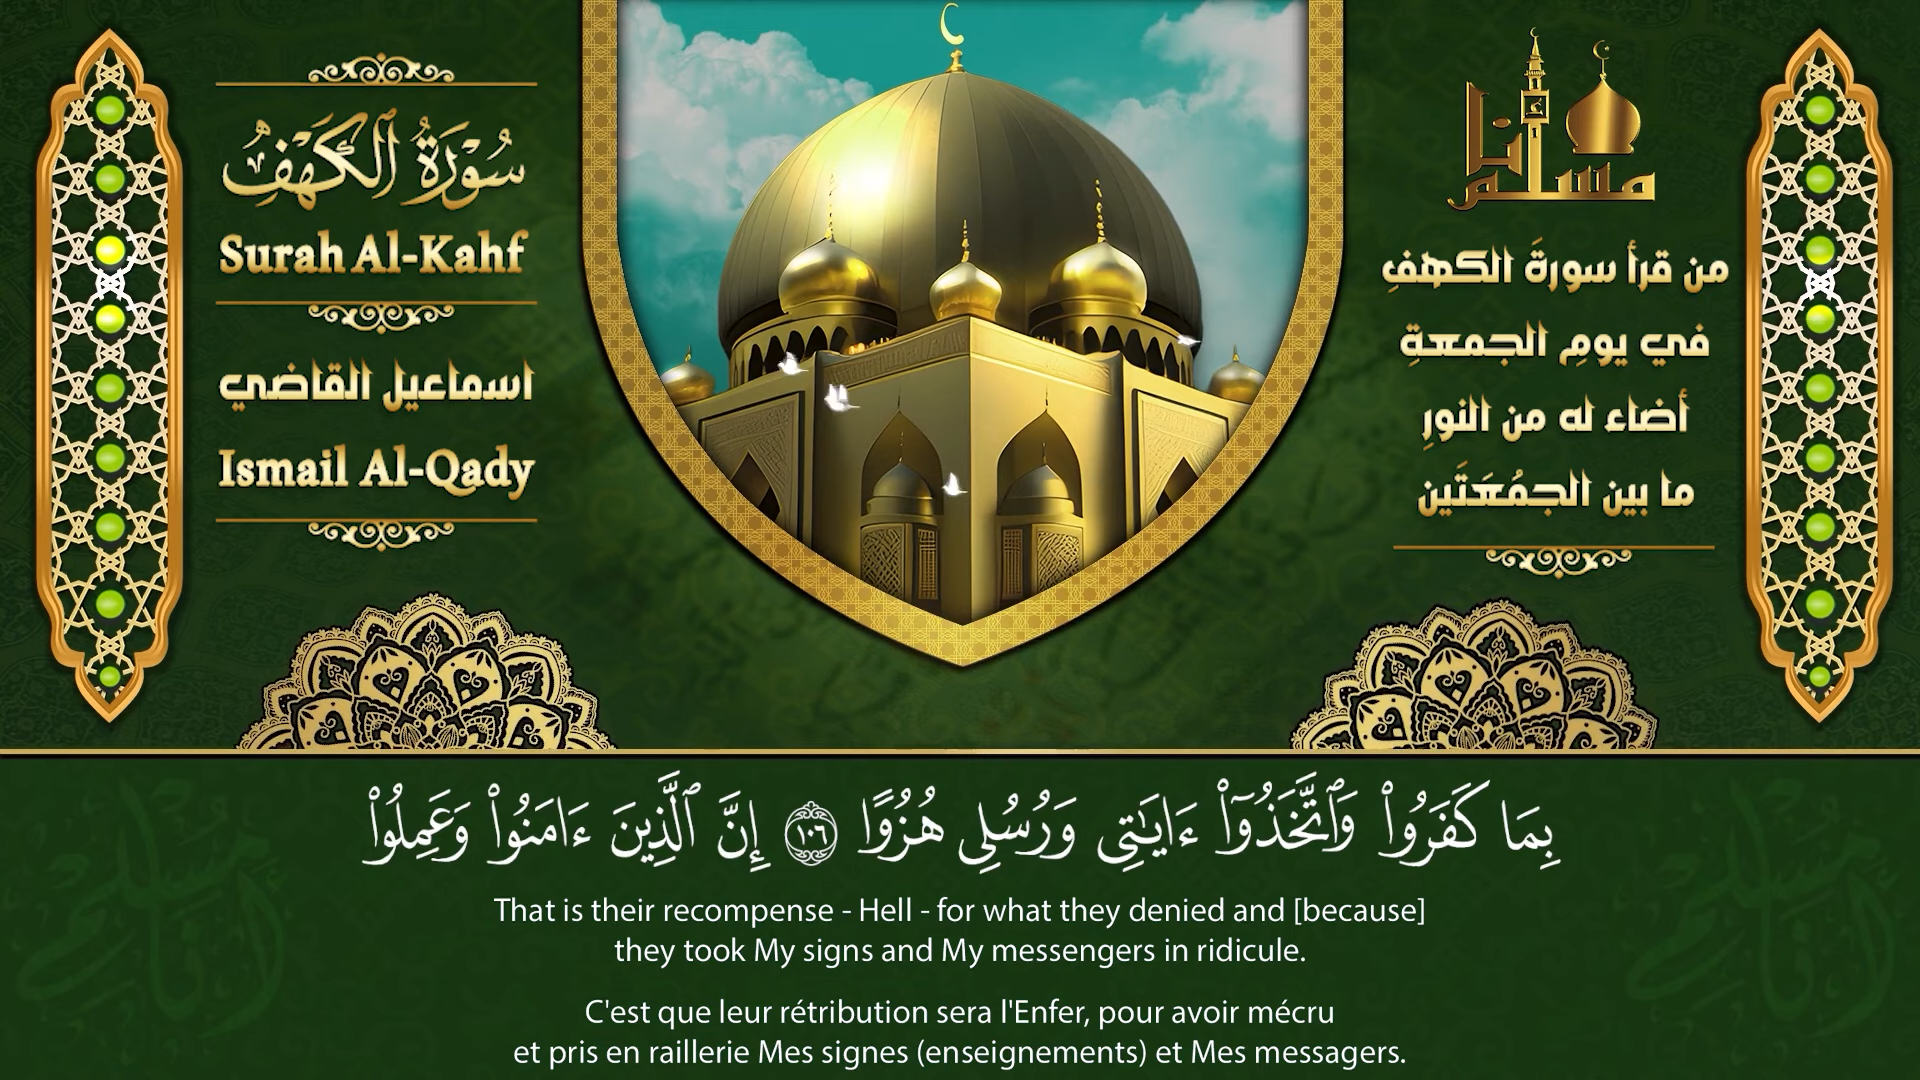 سُورَةُ ٱلْكَهْفِ
Surah Al-Kahf
اسماعيل القاضي
Ismail Al-Qady
أنا
مسلم
من قرأ سورةَ الكهفِ
في يومِ الجمعةِ
أضاء له من النورِ
ما بين الجمُعَتَين
بِمَا كَفَرُوا۟ وَٱتَّخَذُوٓا۟ ءَايَـٰتِى وَرُسُلِى هُزُوًا ١٠٦ إِنَّ ٱلَّذِينَ ءَامَنُوا۟ وَعَمِلُوا۟
That is their recompense - Hell - for what they denied and [because]
they took My signs and My messengers in ridicule.
C'est que leur rétribution sera l'Enfer, pour avoir mécru
et pris en raillerie Mes signes (enseignements) et Mes messagers.